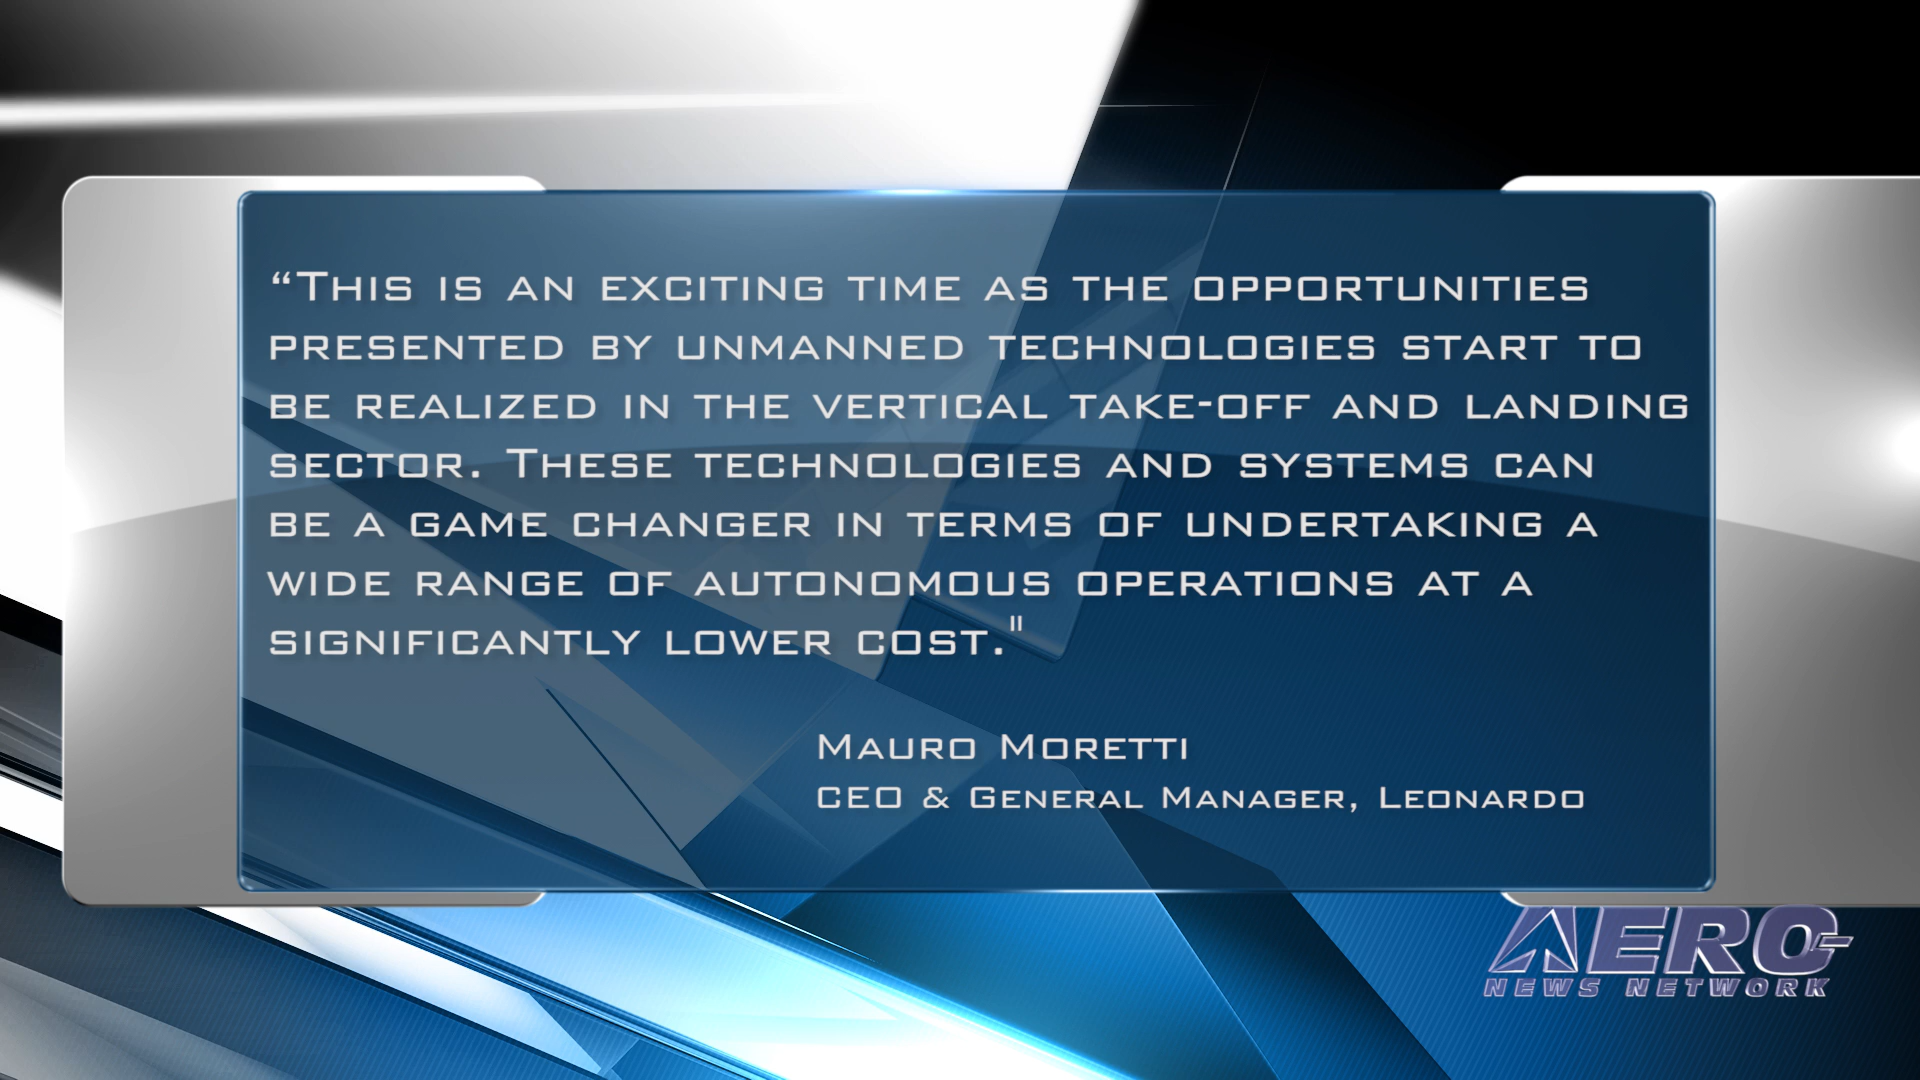 “This is an exciting time as the opportunities
presented by unmanned technologies start to
be realized in the vertical take-off and landing
sector. These technologies and systems can
be a game changer in terms of undertaking a
wide range of autonomous operations at a
significantly lower cost."
Mauro Moretti
CEO & General Manager, Leonardo
AERO-
NEWS NETWORK